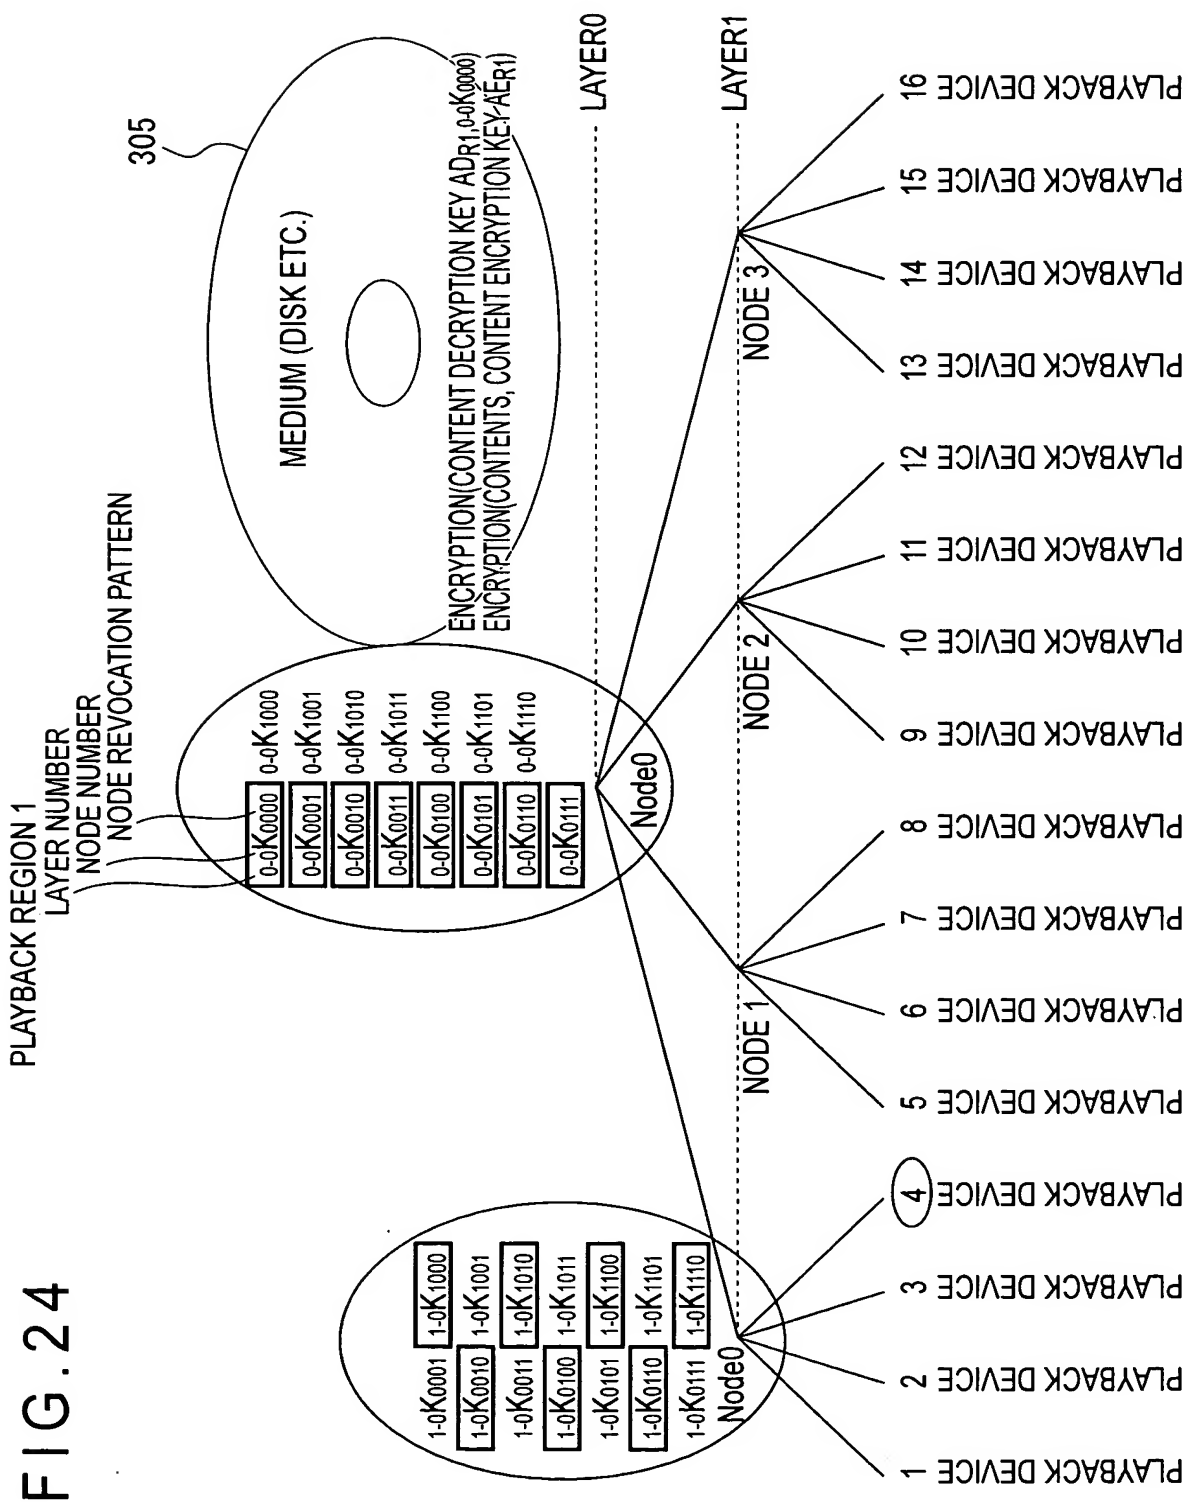 FIG.24
PLAYBACK REGION 1
LAYER NUMBER
NODE NUMBER
NODE REVOCATION PATTERN
305
MEDIUM (DISK ETC.)
ENCRYPTION(CONTENT DECRYPTION KEY ADR1,0-0K0000)
ENCRYPTION(CONTENTS, CONTENT ENCRYPTION KEY-AER1)
0-0K0000 0-0K1000
0-0K0001 0-0K1001
0-0K0010 0-0K1010
0-0K0011 0-0K1011
0-0K0100 0-0K1100
0-0K0101 0-0K1101
0-0K0110 0-0K1110
0-0K0111
Node0
LAYER0
1-0K0001 1-0K1000
1-0K0010 1-0K1001
1-0K0011 1-0K1010
1-0K0100 1-0K1011
1-0K0101 1-0K1100
1-0K0110 1-0K1101
1-0K0111 1-0K1110
Node0
NODE 1
NODE 2
NODE 3
LAYER1
1 PLAYBACK DEVICE
2 PLAYBACK DEVICE
3 PLAYBACK DEVICE
4 PLAYBACK DEVICE
5 PLAYBACK DEVICE
6 PLAYBACK DEVICE
7 PLAYBACK DEVICE
8 PLAYBACK DEVICE
9 PLAYBACK DEVICE
10 PLAYBACK DEVICE
11 PLAYBACK DEVICE
12 PLAYBACK DEVICE
13 PLAYBACK DEVICE
14 PLAYBACK DEVICE
15 PLAYBACK DEVICE
16 PLAYBACK DEVICE